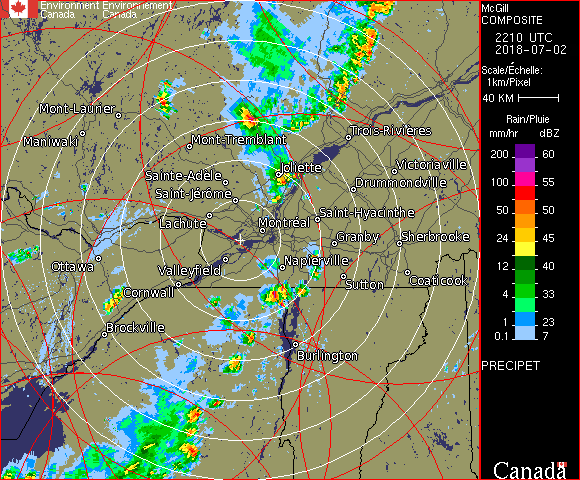 Environment Environnement
Canada Canada
McGill
COMPOSITE
2210 UTC
2018-07-02
Scale/Échelle:
1km/Pixel
40 KM
Rain/Pluie
mm/hr dBZ
200 60
100 55
50 50
24 45
12 40
4 33
1 23
0.1 7
PRECIPET
Canada
Mont-Laurier
Maniwaki
Mont-Tremblant
Trois-Rivières
Sainte-Adèle
Joliette
Victoriaville
Saint-Jérôme
Drummondville
Lachute
Montréal
Saint-Hyacinthe
Granby
Sherbrooke
Ottawa
Valleyfield
Napierville
Cornwall
Sutton
Coaticook
Brockville
Burlington